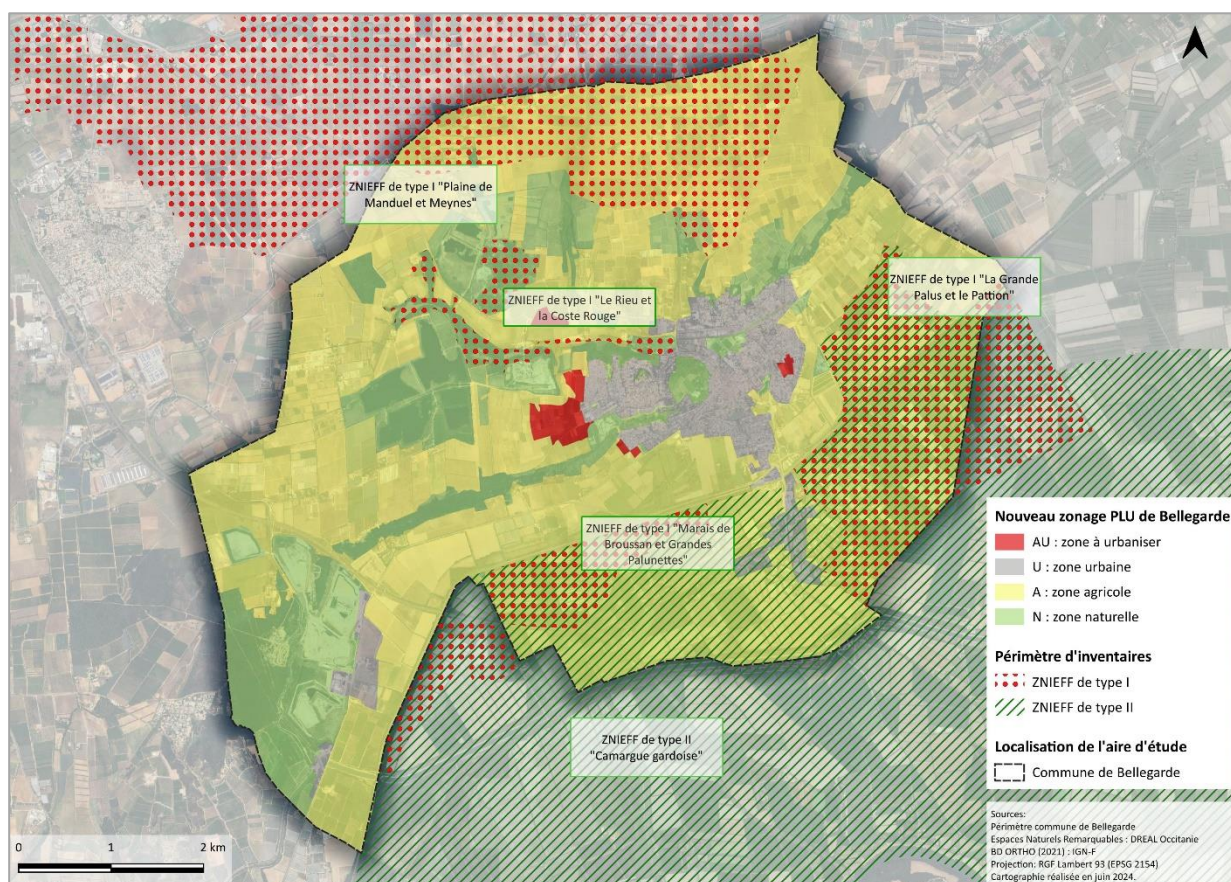 ZNIEFF de type I "Plaine de
Manduel et Meynes"
ZNIEFF de type I "Le Rieu et
la Coste Rouge"
ZNIEFF de type I "La Grande
Palus et le Pattion"
ZNIEFF de type I "Marais de
Broussan et Grandes
Palunettes"
ZNIEFF de type II
"Camargue gardoise"
Nouveau zonage PLU de Bellegarde
AU : zone à urbaniser
U : zone urbaine
A : zone agricole
N : zone naturelle
Périmètre d'inventaires
ZNIEFF de type I
ZNIEFF de type II
Localisation de l'aire d'étude
Commune de Bellegarde
Sources:
Périmètre commune de Bellegarde
Espaces Naturels Remarquables : DREAL Occitanie
BD ORTHO (2021) : IGN-F
Projection: RGF Lambert 93 (EPSG 2154)
Cartographie réalisée en juin 2024.
0 1 2 km